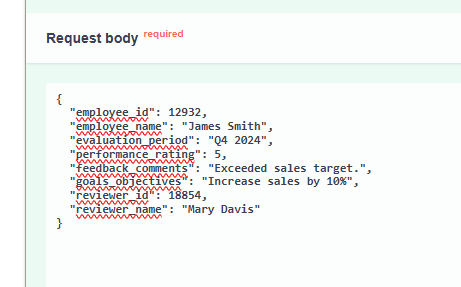 Request body required
{
"employee_id": 12932,
"employee_name": "James Smith",
"evaluation_period": "Q4 2024",
"performance_rating": 5,
"feedback_comments": "Exceeded sales target.",
"goals_objectives": "Increase sales by 10%",
"reviewer_id": 18854,
"reviewer_name": "Mary Davis"
}